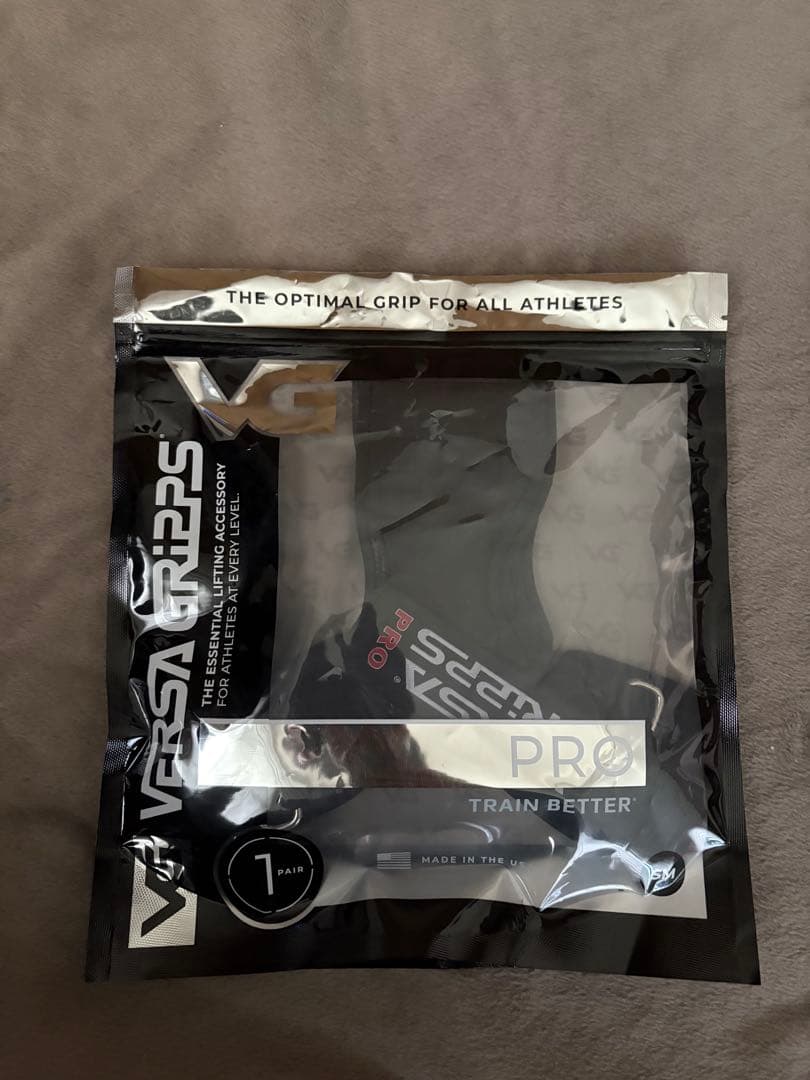 THE OPTIMAL GRIP FOR ALL ATHLETES
VG
VERSA GRIPPS
THE ESSENTIAL LIFTING ACCESSORY
FOR ATHLETES AT EVERY LEVEL.
PRO
GRIPPS
PRO
TRAIN BETTER
1 PAIR
MADE IN THE US
SM